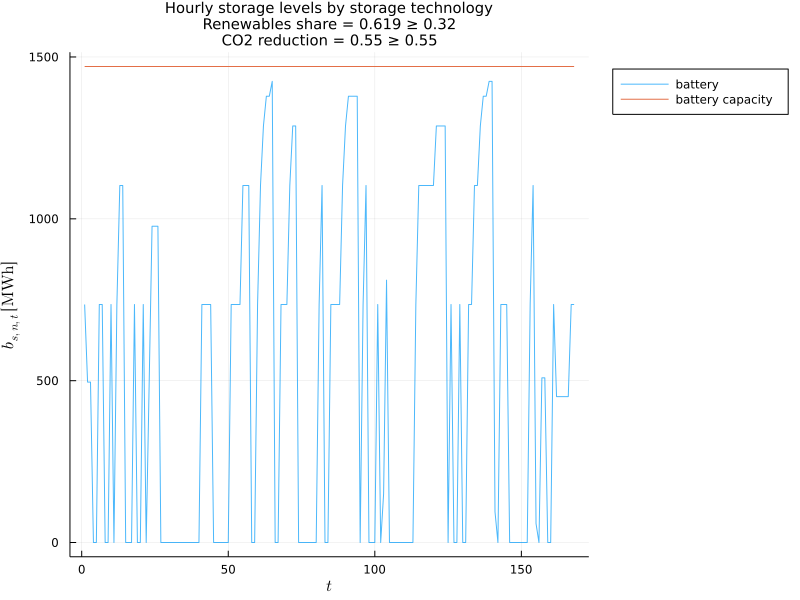 Hourly storage levels by storage technology
Renewables share = 0.619 ≥ 0.32
CO2 reduction = 0.55 ≥ 0.55
battery
battery capacity
1500
1000
500
0
b_{s, n, t} [MWh]
0 50 100 150
t